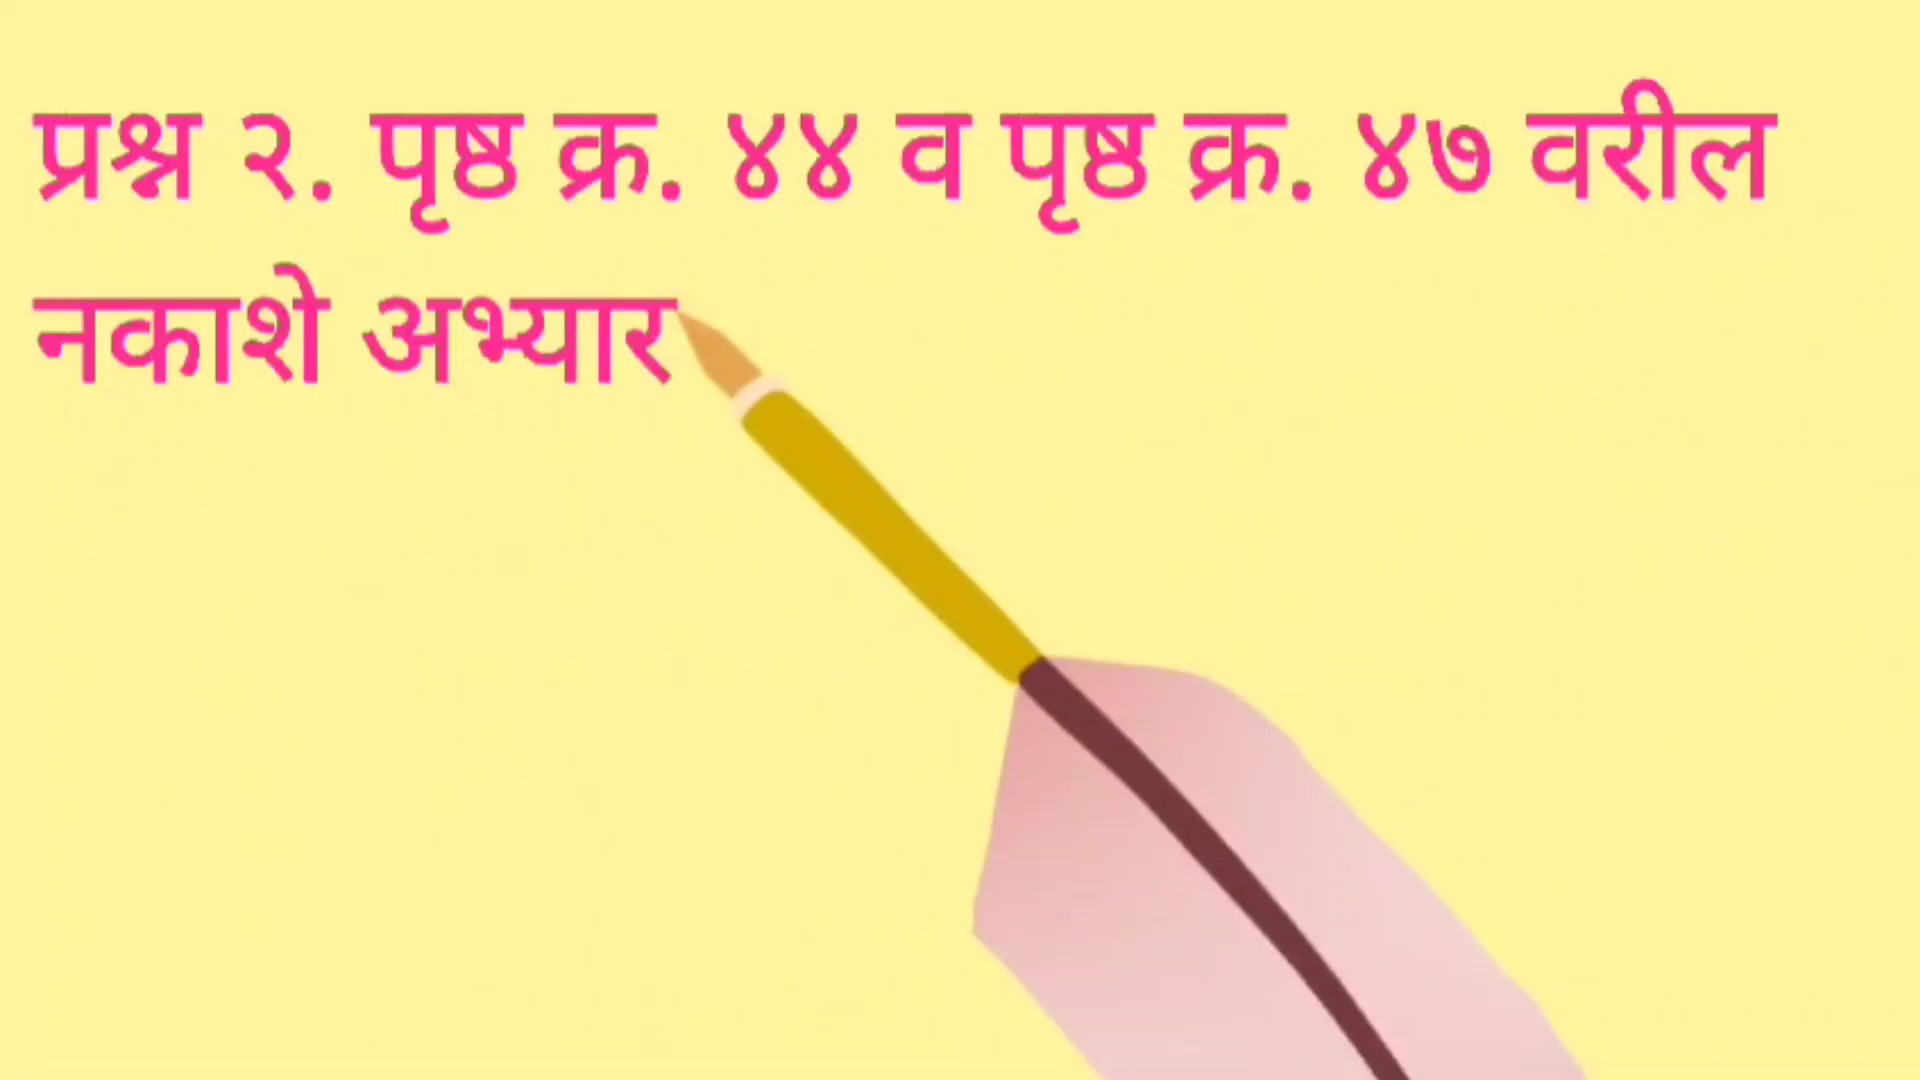 प्रश्न २. पृष्ठ क्र. ४४ व पृष्ठ क्र. ४७ वरील
नकाशे अभ्यार